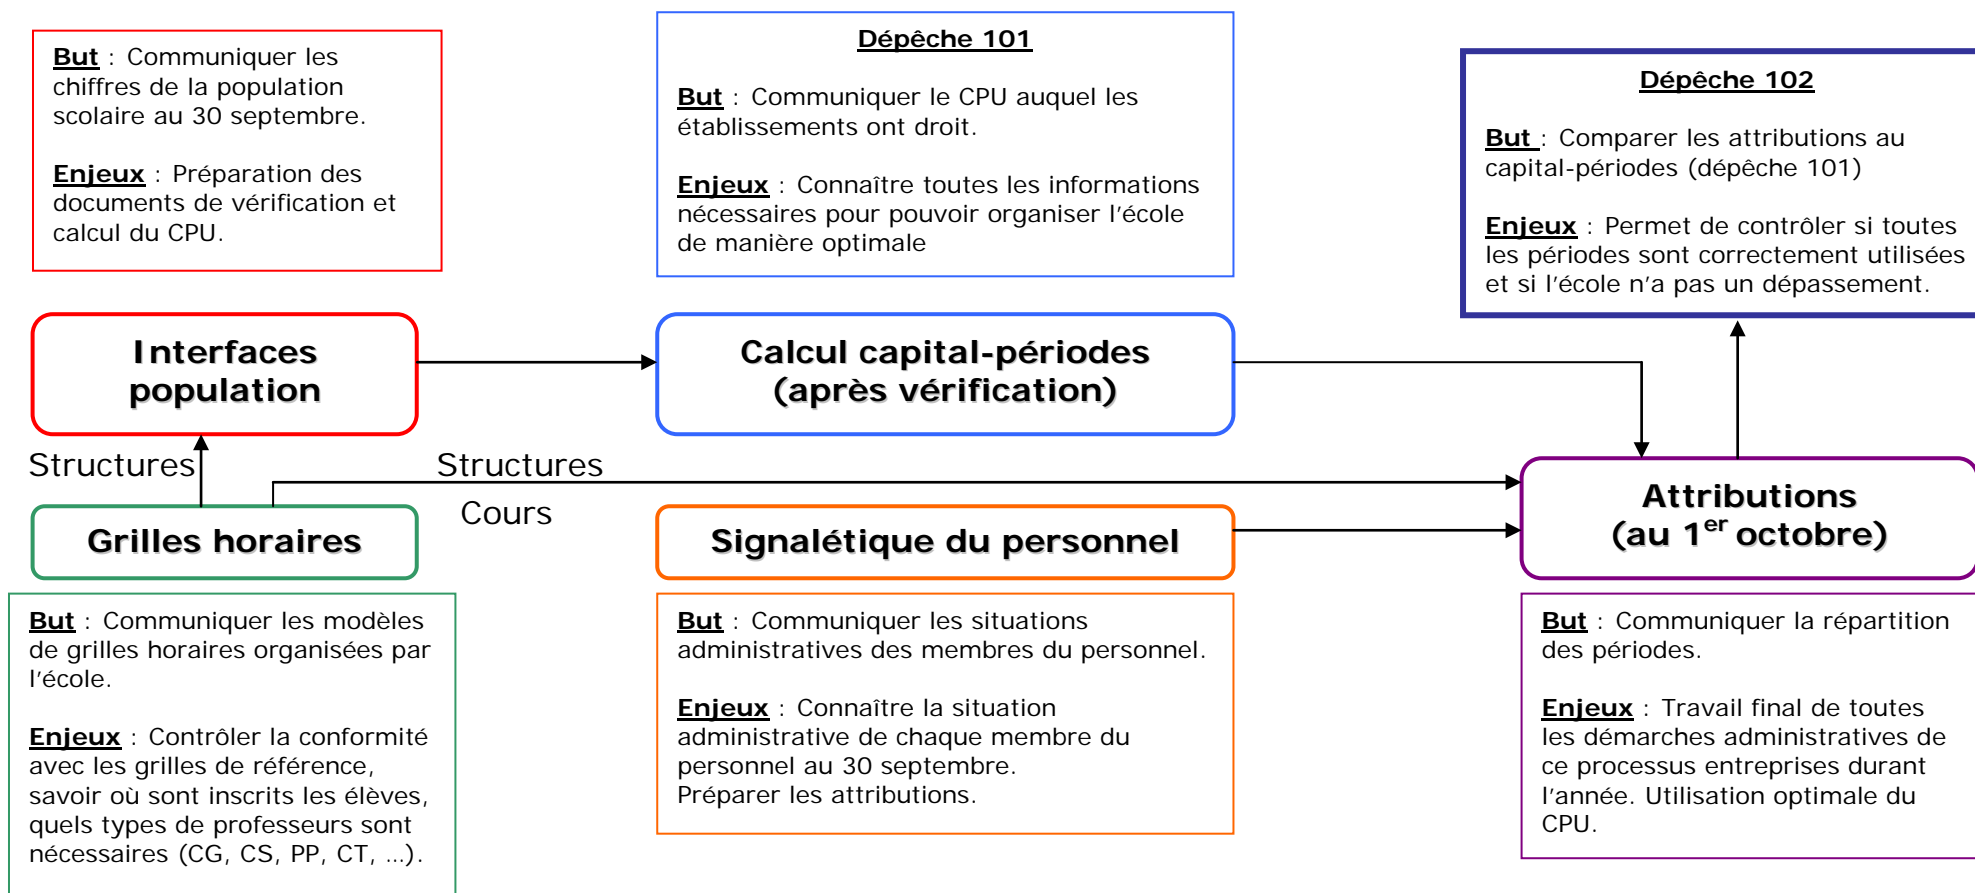 But : Communiquer les
chiffres de la population
scolaire au 30 septembre.
Enjeux : Préparation des
documents de vérification et
calcul du CPU.
Dépêche 101
But : Communiquer le CPU auquel les
établissements ont droit.
Enjeux : Connaître toutes les informations
nécessaires pour pouvoir organiser l’école
de manière optimale
Dépêche 102
But : Comparer les attributions au
capital-périodes (dépêche 101)
Enjeux : Permet de contrôler si toutes
les périodes sont correctement utilisées
et si l’école n’a pas un dépassement.
Interfaces
population
Calcul capital-périodes
(après vérification)
Structures
Structures
Cours
Grilles horaires
Signalétique du personnel
Attributions
(au 1er octobre)
But : Communiquer les modèles
de grilles horaires organisées par
l’école.
Enjeux : Contrôler la conformité
avec les grilles de référence,
savoir où sont inscrits les élèves,
quels types de professeurs sont
nécessaires (CG, CS, PP, CT, …).
But : Communiquer les situations
administratives des membres du personnel.
Enjeux : Connaître la situation
administrative de chaque membre du
personnel au 30 septembre.
Préparer les attributions.
But : Communiquer la répartition
des périodes.
Enjeux : Travail final de toutes
les démarches administratives de
ce processus entreprises durant
l’année. Utilisation optimale du
CPU.